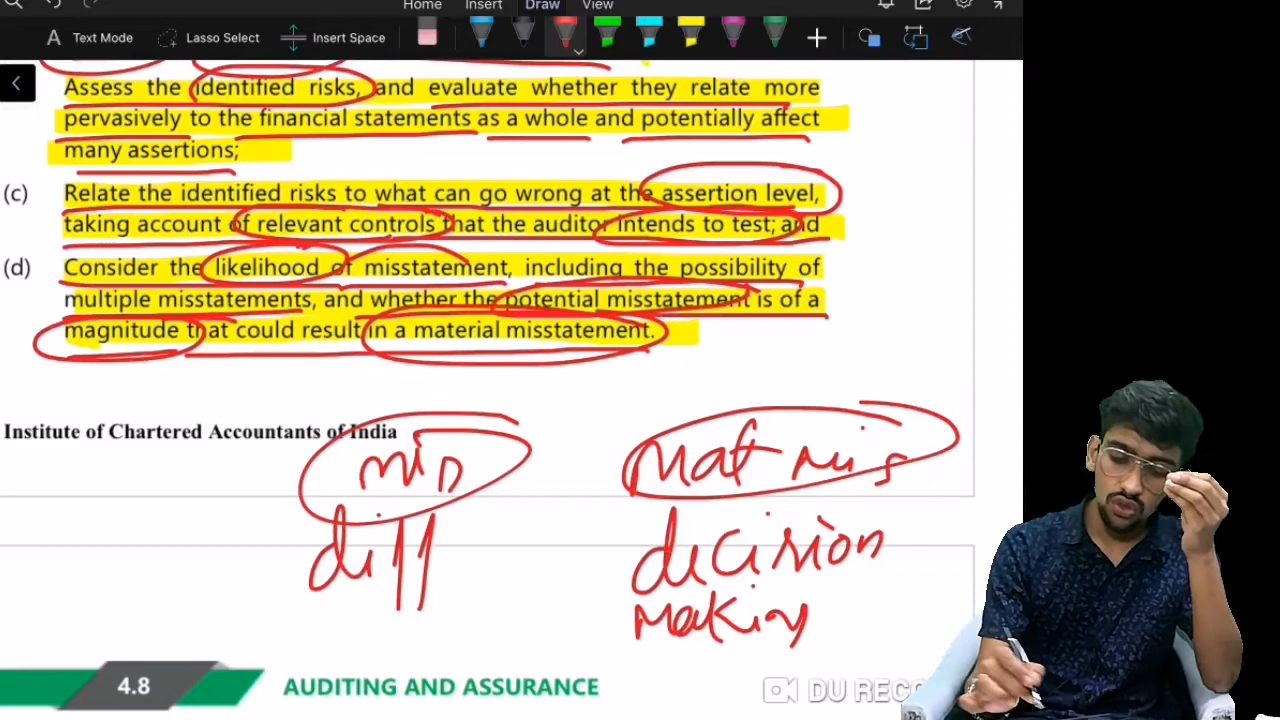 Home Insert Draw View
Text Mode Lasso Select Insert Space
Assess the identified risks, and evaluate whether they relate more
pervasively to the financial statements as a whole and potentially affect
many assertions;
(c) Relate the identified risks to what can go wrong at the assertion level,
taking account of relevant controls that the auditor intends to test; and
(d) Consider the likelihood of misstatement, including the possibility of
multiple misstatements, and whether the potential misstatement is of a
magnitude that could result in a material misstatement.
Institute of Chartered Accountants of India
mis Mat mis
diff decision
Making
4.8 AUDITING AND ASSURANCE
DU REC